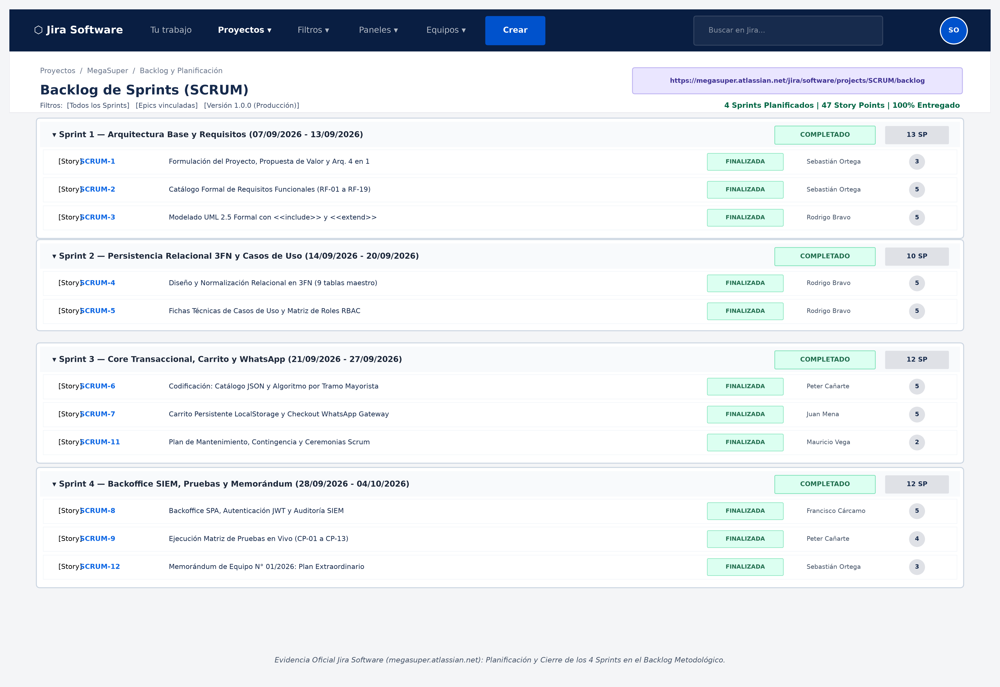 ⬡ Jira Software Tu trabajo Proyectos ▾ Filtros ▾ Paneles ▾ Equipos ▾ Crear Buscar en Jira... SO
Proyectos / MegaSuper / Backlog y Planificación
https://megasuper.atlassian.net/jira/software/projects/SCRUM/backlog
Backlog de Sprints (SCRUM)
Filtros: [Todos los Sprints] [Epics vinculadas] [Versión 1.0.0 (Producción)]
4 Sprints Planificados | 47 Story Points | 100% Entregado
▾ Sprint 1 — Arquitectura Base y Requisitos (07/09/2026 - 13/09/2026) COMPLETADO 13 SP
[Story] SCRUM-1 Formulación del Proyecto, Propuesta de Valor y Arq. 4 en 1 FINALIZADA Sebastián Ortega 3
[Story] SCRUM-2 Catálogo Formal de Requisitos Funcionales (RF-01 a RF-19) FINALIZADA Sebastián Ortega 5
[Story] SCRUM-3 Modelado UML 2.5 Formal con <<include>> y <<extend>> FINALIZADA Rodrigo Bravo 5
▾ Sprint 2 — Persistencia Relacional 3FN y Casos de Uso (14/09/2026 - 20/09/2026) COMPLETADO 10 SP
[Story] SCRUM-4 Diseño y Normalización Relacional en 3FN (9 tablas maestro) FINALIZADA Rodrigo Bravo 5
[Story] SCRUM-5 Fichas Técnicas de Casos de Uso y Matriz de Roles RBAC FINALIZADA Rodrigo Bravo 5
▾ Sprint 3 — Core Transaccional, Carrito y WhatsApp (21/09/2026 - 27/09/2026) COMPLETADO 12 SP
[Story] SCRUM-6 Codificación: Catálogo JSON y Algoritmo por Tramo Mayorista FINALIZADA Peter Cañarte 5
[Story] SCRUM-7 Carrito Persistente LocalStorage y Checkout WhatsApp Gateway FINALIZADA Juan Mena 5
[Story] SCRUM-11 Plan de Mantenimiento, Contingencia y Ceremonias Scrum FINALIZADA Mauricio Vega 2
▾ Sprint 4 — Backoffice SIEM, Pruebas y Memorándum (28/09/2026 - 04/10/2026) COMPLETADO 12 SP
[Story] SCRUM-8 Backoffice SPA, Autenticación JWT y Auditoría SIEM FINALIZADA Francisco Cárcamo 5
[Story] SCRUM-9 Ejecución Matriz de Pruebas en Vivo (CP-01 a CP-13) FINALIZADA Peter Cañarte 4
[Story] SCRUM-12 Memorándum de Equipo N° 01/2026: Plan Extraordinario FINALIZADA Sebastián Ortega 3
Evidencia Oficial Jira Software (megasuper.atlassian.net): Planificación y Cierre de los 4 Sprints en el Backlog Metodológico.